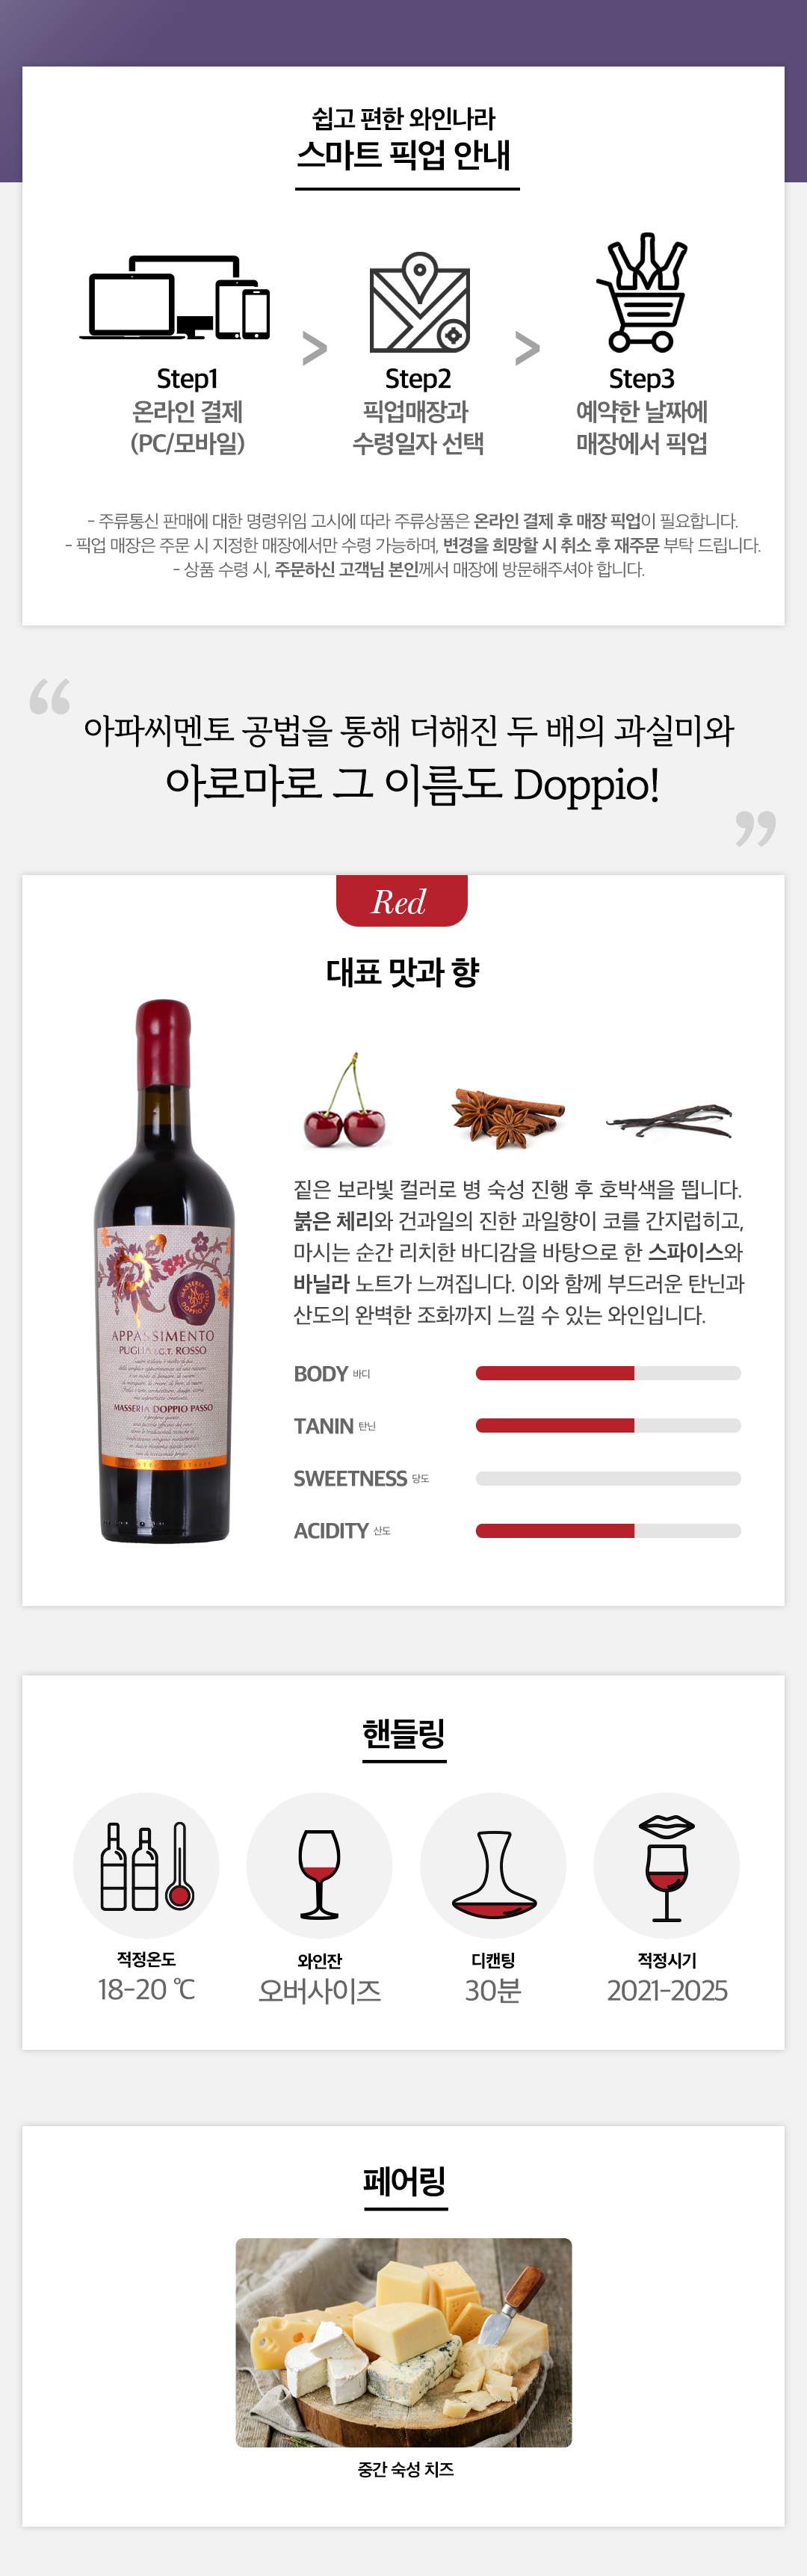 쉽고 편한 와인나라
스마트 픽업 안내
Step1
온라인 결제
(PC/모바일)
>
Step2
픽업매장과
수령일자 선택
>
Step3
예약한 날짜에
매장에서 픽업
- 주류통신 판매에 대한 명령위임 고시에 따라 주류상품은 온라인 결제 후 매장 픽업이 필요합니다.
- 픽업 매장은 주문 시 지정한 매장에서만 수령 가능하며, 변경을 희망할 시 취소 후 재주문 부탁 드립니다.
- 상품 수령 시, 주문하신 고객님 본인께서 매장에 방문해주셔야 합니다.
“ 아파씨멘토 공법을 통해 더해진 두 배의 과실미와
아로마로 그 이름도 Doppio! ”
Red
대표 맛과 향
짙은 보라빛 컬러로 병 숙성 진행 후 호박색을 띕니다.
붉은 체리와 건과일의 진한 과일향이 코를 간지럽히고,
마시는 순간 리치한 바디감을 바탕으로 한 스파이스와
바닐라 노트가 느껴집니다. 이와 함께 부드러운 탄닌과
산도의 완벽한 조화까지 느낄 수 있는 와인입니다.
APPASSIMENTO
PUGLIA I.G.T. ROSSO
MASSERIA DOPPIO PASSO
BODY 바디
TANIN 탄닌
SWEETNESS 당도
ACIDITY 산도
핸들링
적정온도
18-20 ℃
와인잔
오버사이즈
디캔팅
30분
적정시기
2021-2025
페어링
중간 숙성 치즈